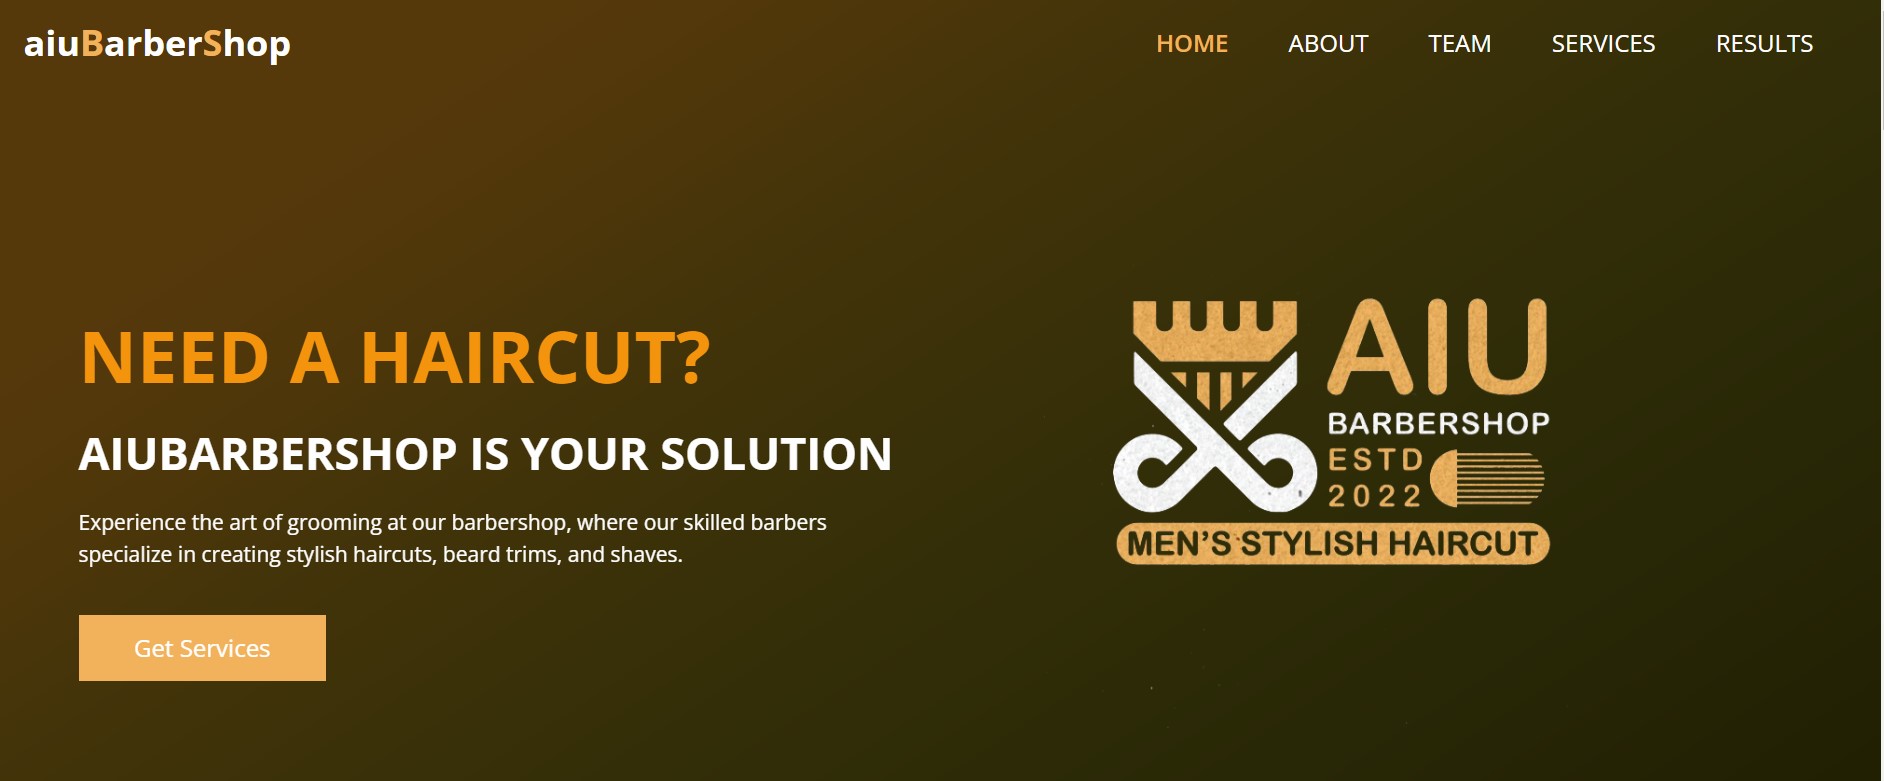 aiuBarberShop
HOME ABOUT TEAM SERVICES RESULTS
NEED A HAIRCUT?
AIUBARBERSHOP IS YOUR SOLUTION
Experience the art of grooming at our barbershop, where our skilled barbers
specialize in creating stylish haircuts, beard trims, and shaves.
Get Services
AIU
BARBERSHOP
ESTD
2022
MEN'S STYLISH HAIRCUT